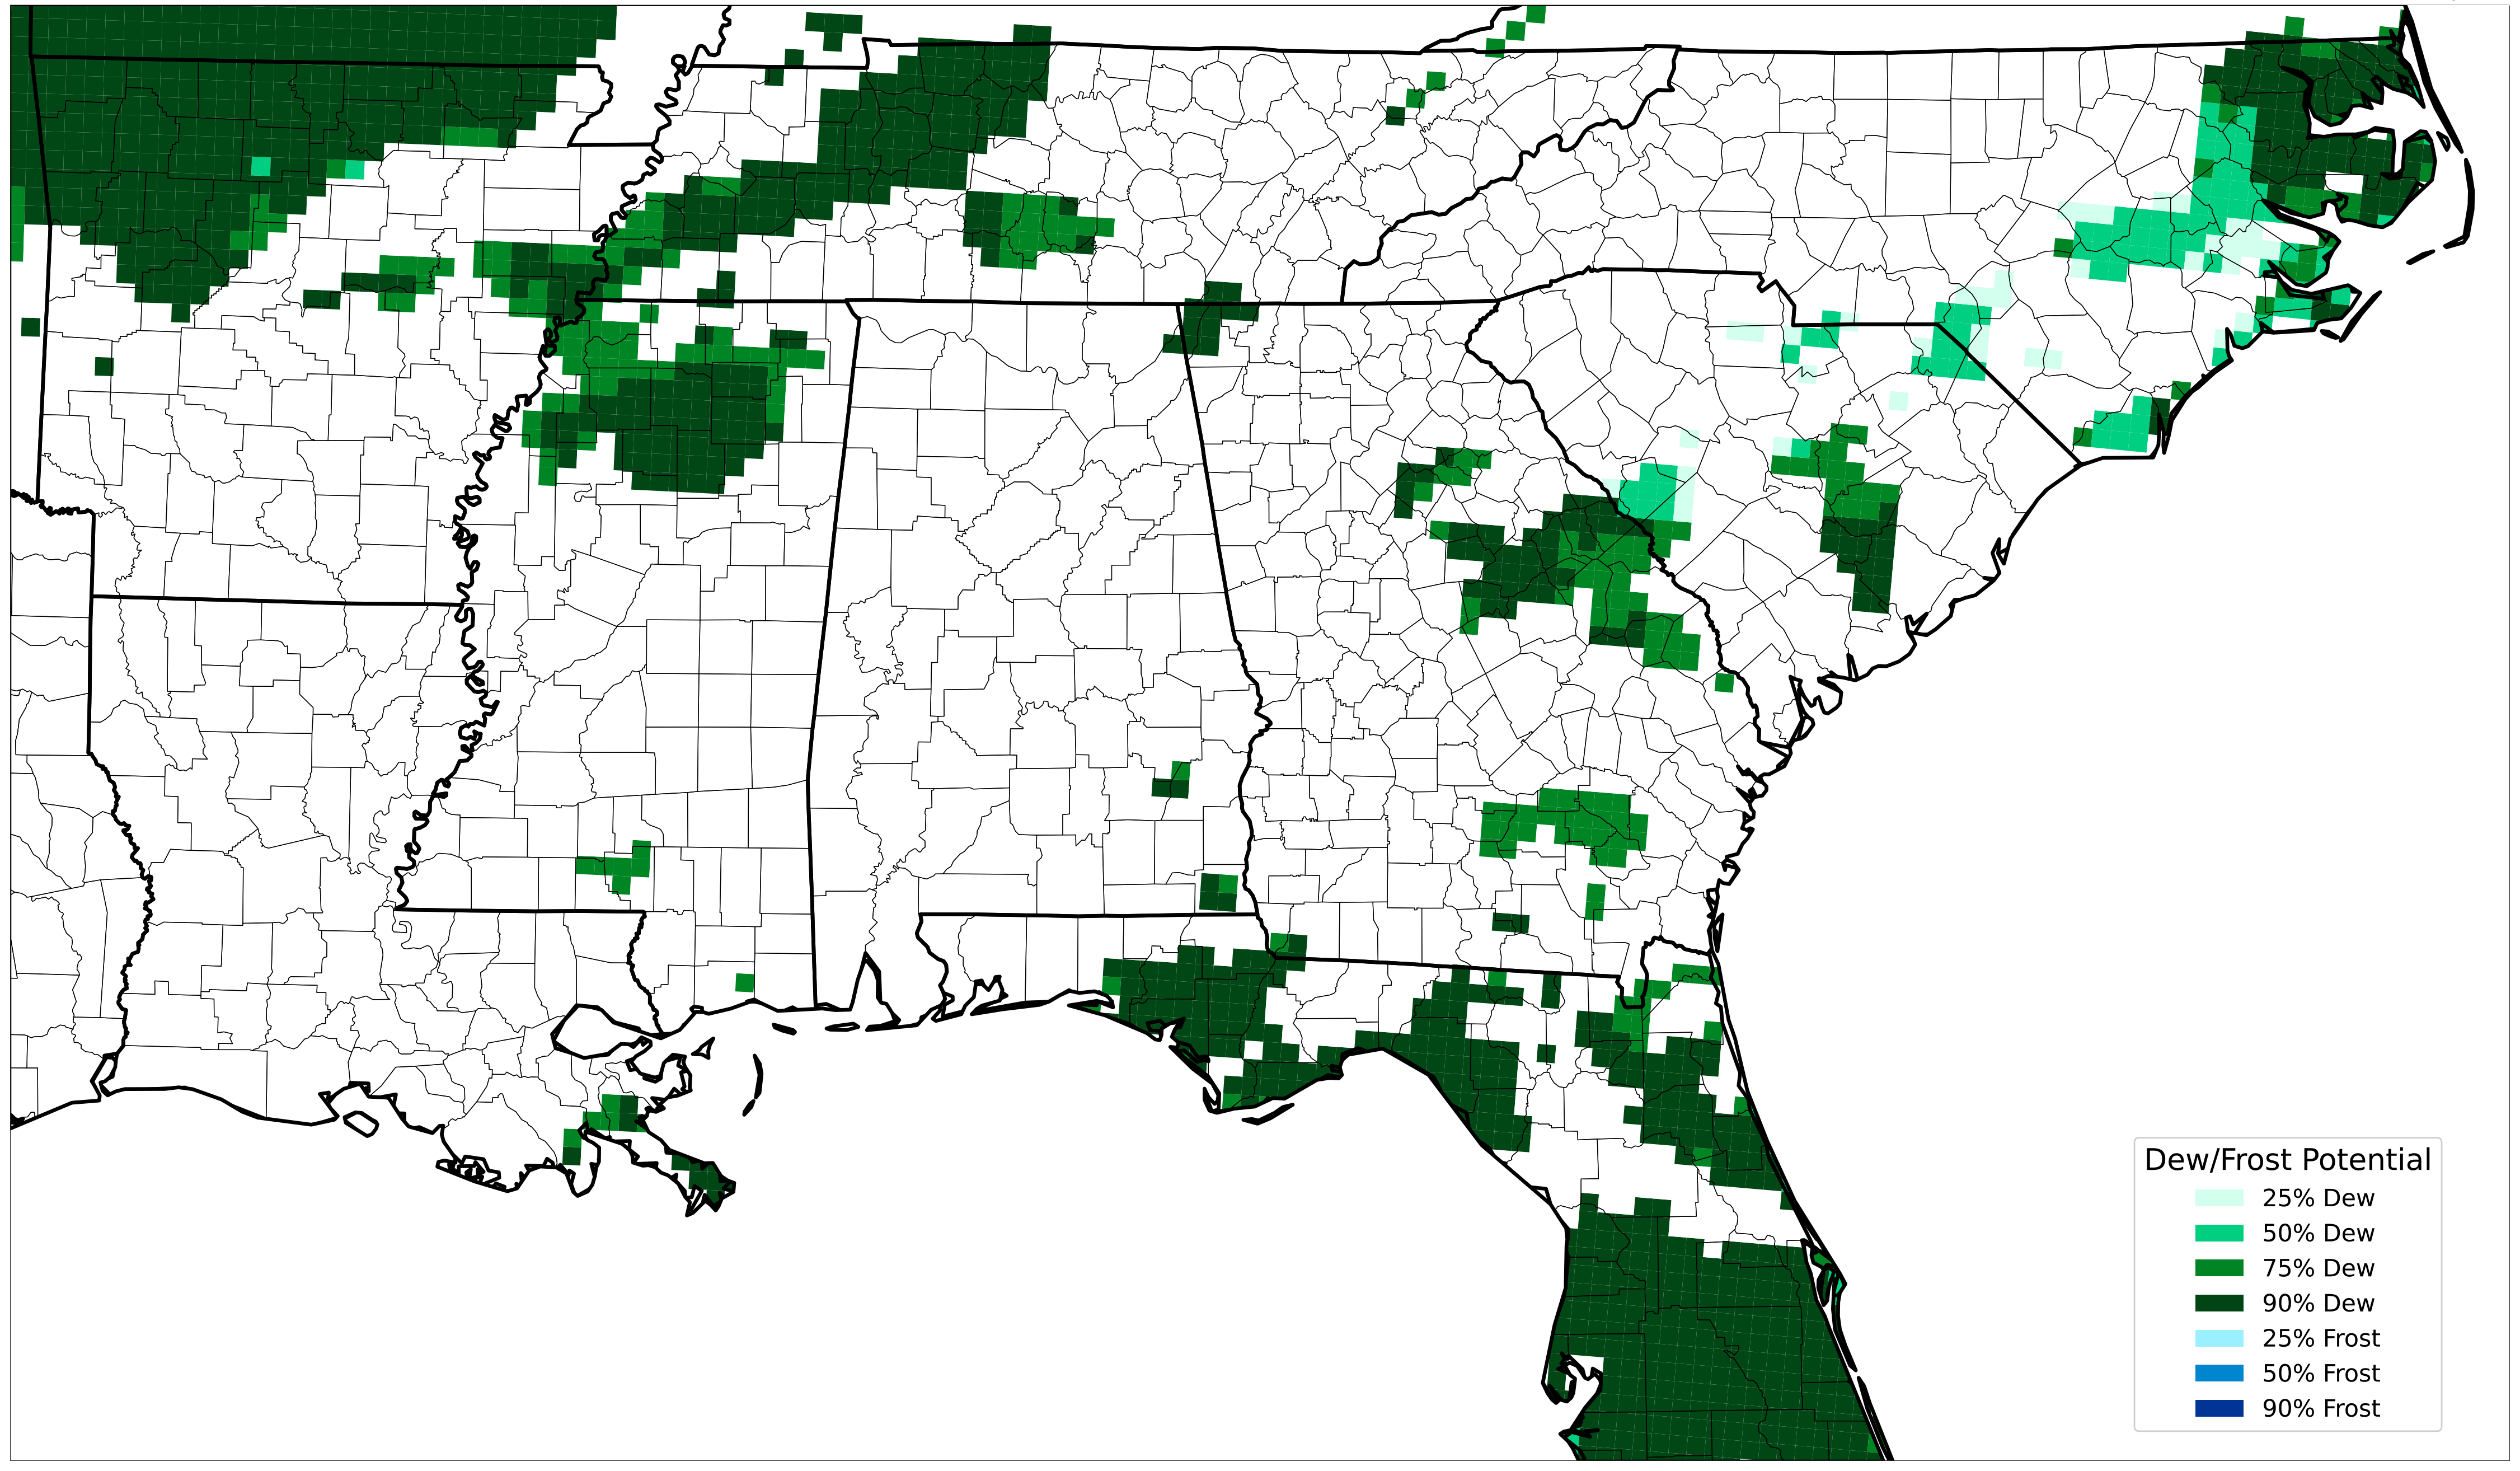 Dew/Frost Potential
25% Dew
50% Dew
75% Dew
90% Dew
25% Frost
50% Frost
90% Frost